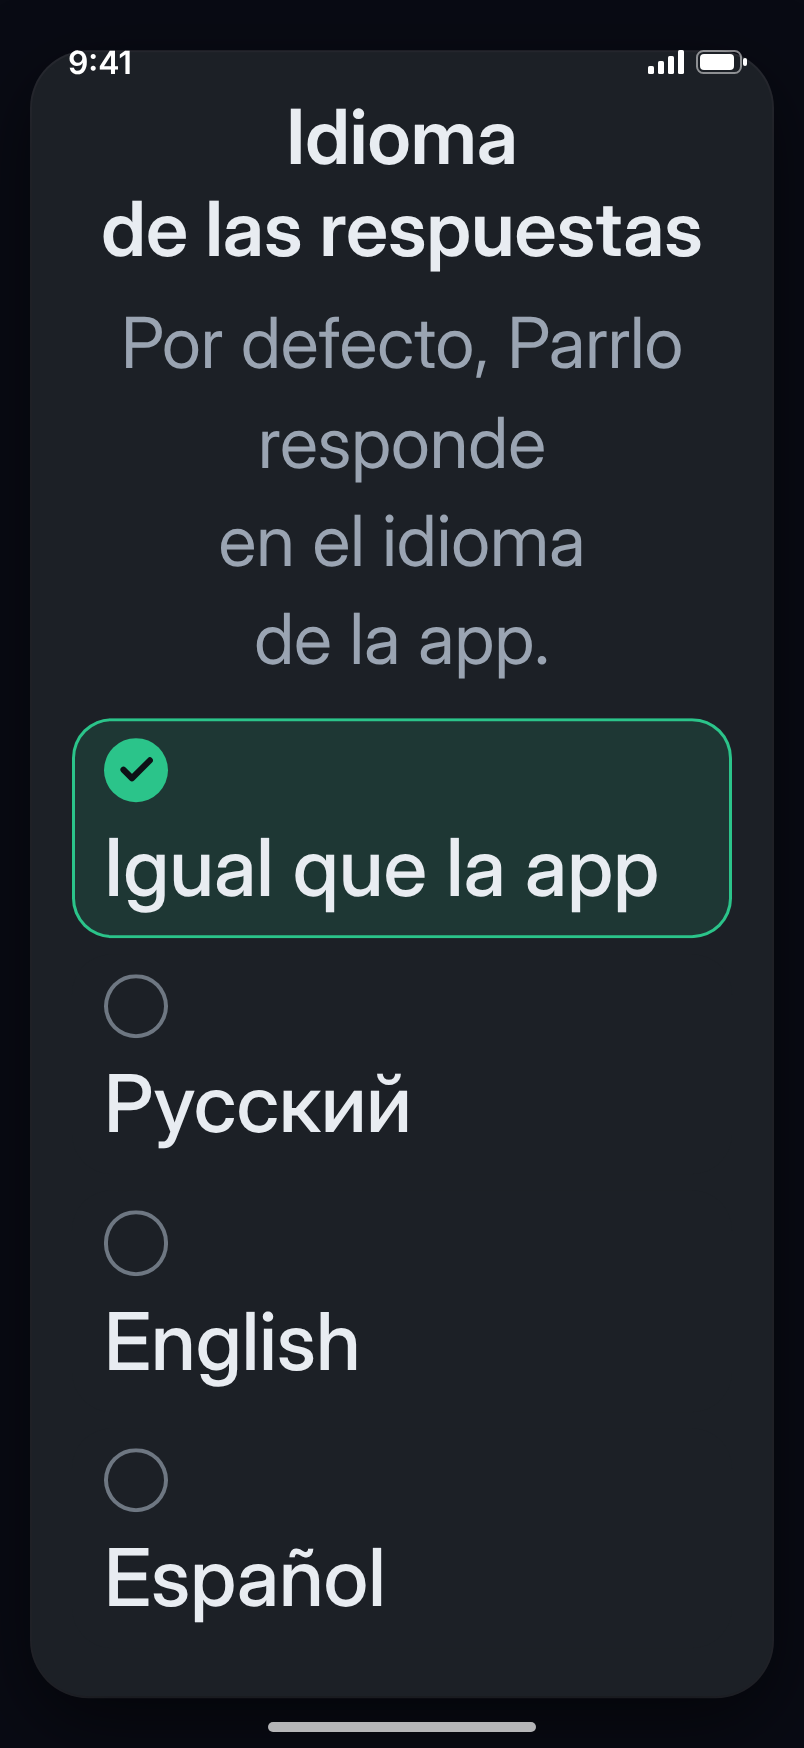 9:41
Idioma
de las respuestas
Por defecto, Parrlo
responde
en el idioma
de la app.
Igual que la app
Русский
English
Español